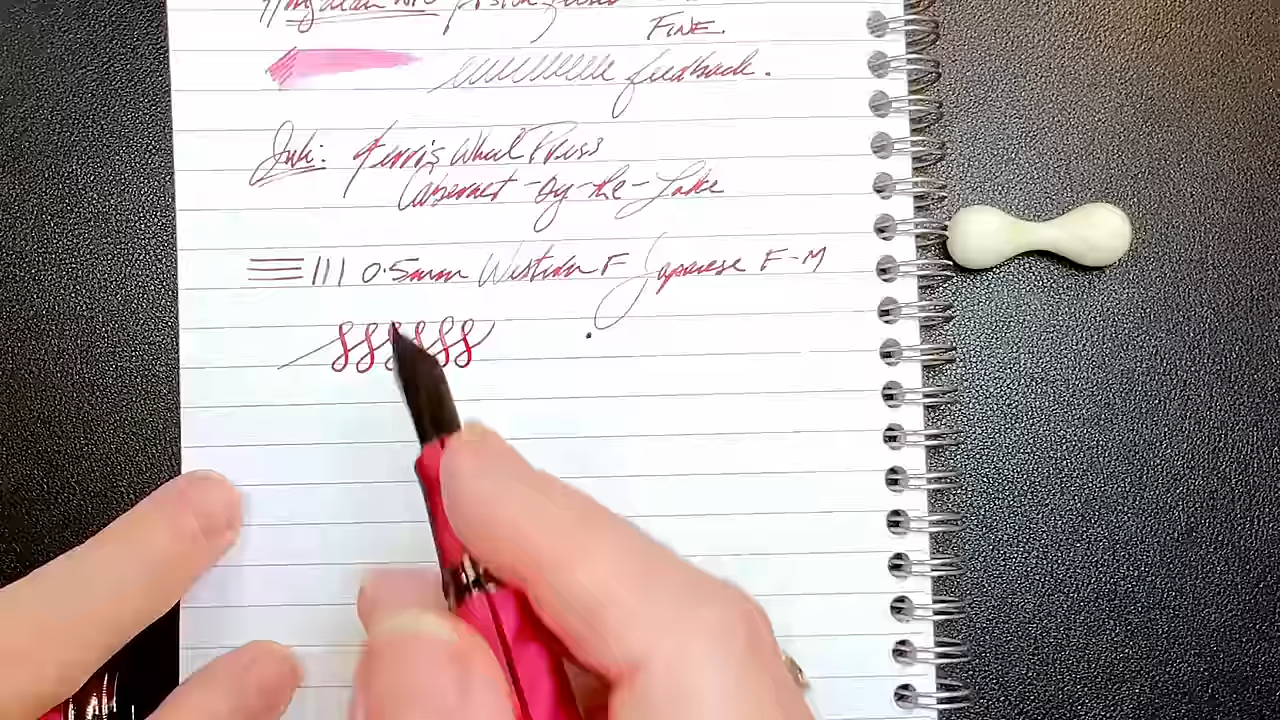 FINE.
feedback.
Ink: Ferris Wheel Press
Cabernet-By-the-Lake
0.5mm Western F Japanese F-M